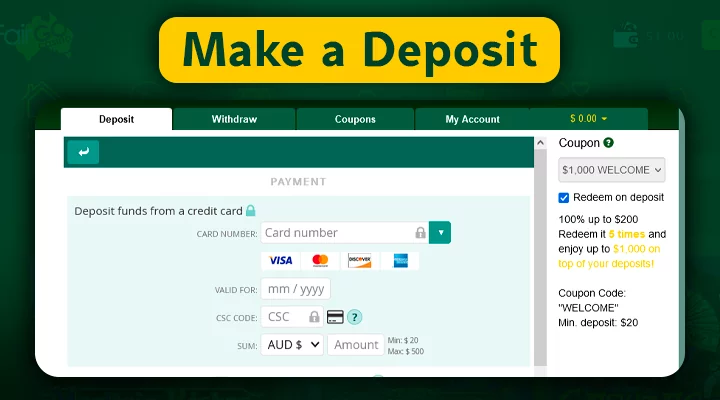 Make a Deposit
FairGo
$1.00
Deposit
Withdraw
Coupons
My Account
$ 0.00
PAYMENT
Deposit funds from a credit card
CARD NUMBER:
Card number
VISA
DISCOVER
VALID FOR:
mm / yyyy
CSC CODE:
CSC
?
SUM:
AUD $
Amount
Min: $ 20
Max: $ 500
Coupon ?
$1,000 WELCOME
Redeem on deposit
100% up to $200
Redeem it 5 times and
enjoy up to $1,000 on
top of your deposits!
Coupon Code:
"WELCOME"
Min. deposit: $20